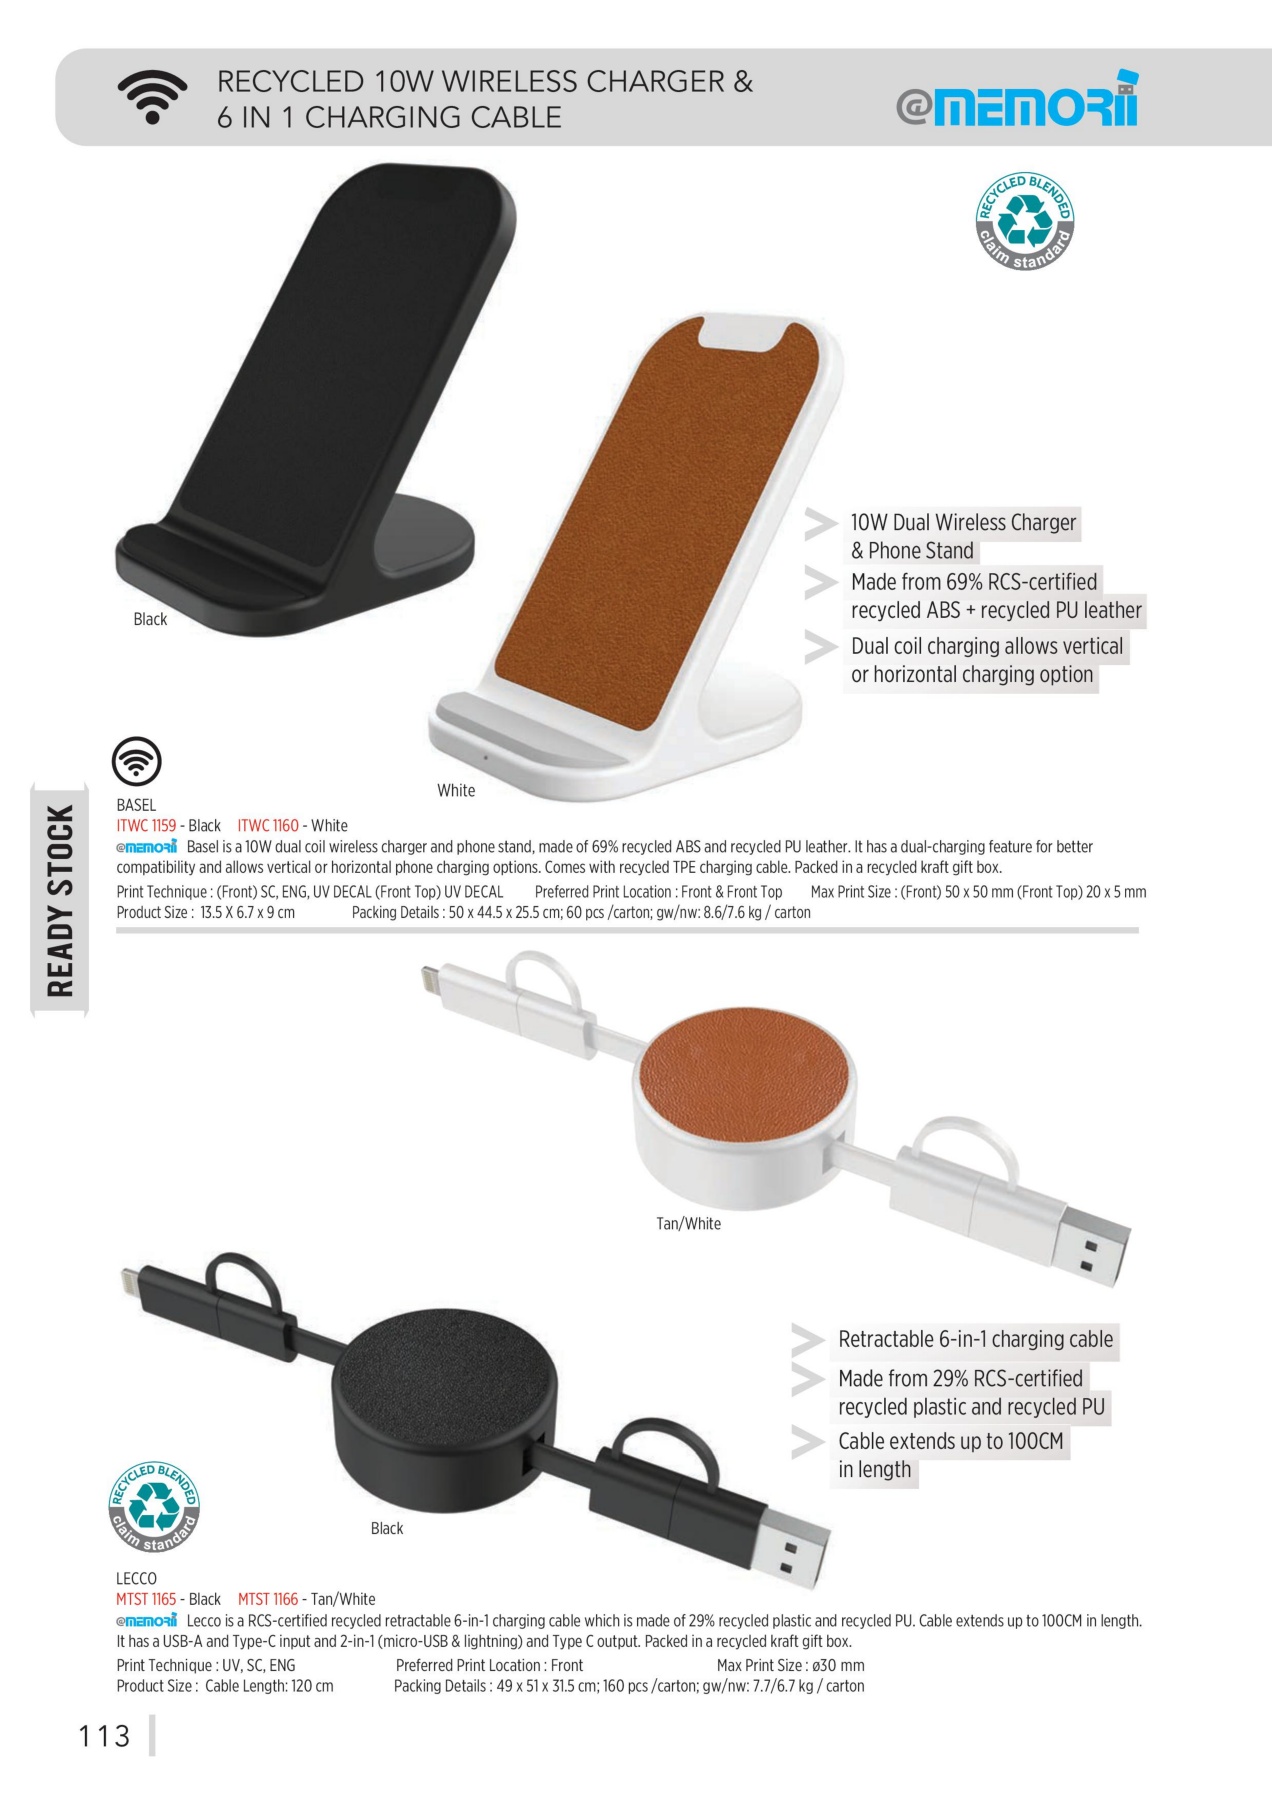 RECYCLED 10W WIRELESS CHARGER &
6 IN 1 CHARGING CABLE
@MEMORII
RECYCLED BLENDED
claim standard
Black
White
10W Dual Wireless Charger
& Phone Stand
Made from 69% RCS-certified
recycled ABS + recycled PU leather
Dual coil charging allows vertical
or horizontal charging option
READY STOCK
BASEL
ITWC 1159 - Black ITWC 1160 - White
@MEMORII Basel is a 10W dual coil wireless charger and phone stand, made of 69% recycled ABS and recycled PU leather. It has a dual-charging feature for better
compatibility and allows vertical or horizontal phone charging options. Comes with recycled TPE charging cable. Packed in a recycled kraft gift box.
Print Technique : (Front) SC, ENG, UV DECAL (Front Top) UV DECAL Preferred Print Location : Front & Front Top Max Print Size : (Front) 50 x 50 mm (Front Top) 20 x 5 mm
Product Size : 13.5 X 6.7 x 9 cm Packing Details : 50 x 44.5 x 25.5 cm; 60 pcs /carton; gw/nw: 8.6/7.6 kg / carton
Tan/White
Retractable 6-in-1 charging cable
Made from 29% RCS-certified
recycled plastic and recycled PU
Cable extends up to 100CM
in length
Black
RECYCLED BLENDED
claim standard
LECCO
MTST 1165 - Black MTST 1166 - Tan/White
@MEMORII Lecco is a RCS-certified recycled retractable 6-in-1 charging cable which is made of 29% recycled plastic and recycled PU. Cable extends up to 100CM in length.
It has a USB-A and Type-C input and 2-in-1 (micro-USB & lightning) and Type C output. Packed in a recycled kraft gift box.
Print Technique : UV, SC, ENG Preferred Print Location : Front Max Print Size : ø30 mm
Product Size : Cable Length: 120 cm Packing Details : 49 x 51 x 31.5 cm; 160 pcs /carton; gw/nw: 7.7/6.7 kg / carton
113